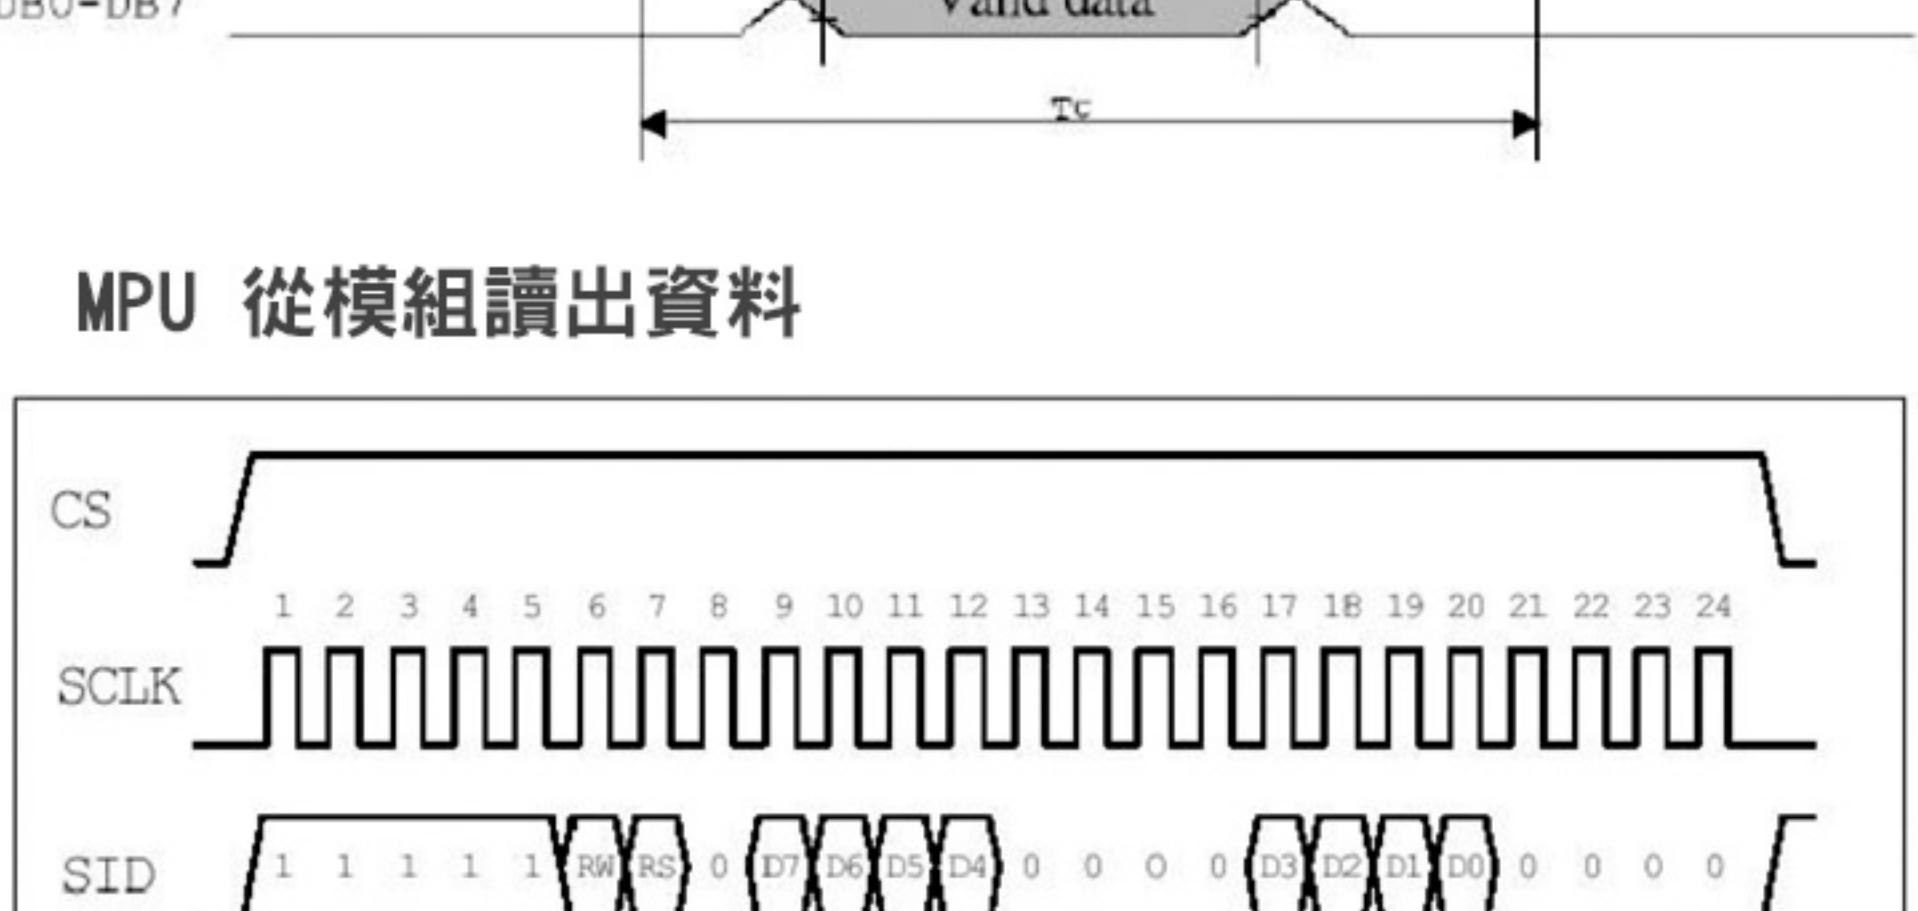 DB0-DB7
Valid data
Tc
MPU 從模組讀出資料
CS
1 2 3 4 5 6 7 8 9 10 11 12 13 14 15 16 17 18 19 20 21 22 23 24
SCLK
SID 1 1 1 1 1 RW RS 0 D7 D6 D5 D4 0 0 0 0 D3 D2 D1 D0 0 0 0 0